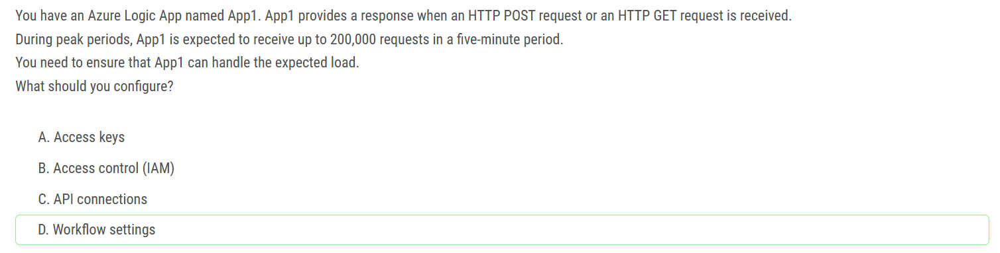 You have an Azure Logic App named App1. App1 provides a response when an HTTP POST request or an HTTP GET request is received.
During peak periods, App1 is expected to receive up to 200,000 requests in a five-minute period.
You need to ensure that App1 can handle the expected load.
What should you configure?
A. Access keys
B. Access control (IAM)
C. API connections
D. Workflow settings